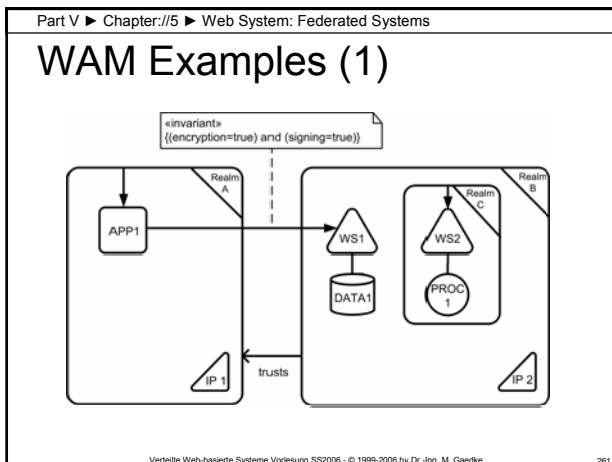 Part V ► Chapter://5 ► Web System: Federated Systems
WAM Examples (1)
«invariant»
{(encryption=true) and (signing=true)}
Realm
A
Realm
B
Realm
C
APP1
WS1
WS2
DATA1
PROC
1
IP 1
trusts
IP 2
Verteilte Web-basierte Systeme Vorlesung SS2006 - © 1999-2006 by Dr.-Ing. M. Gaedke
261